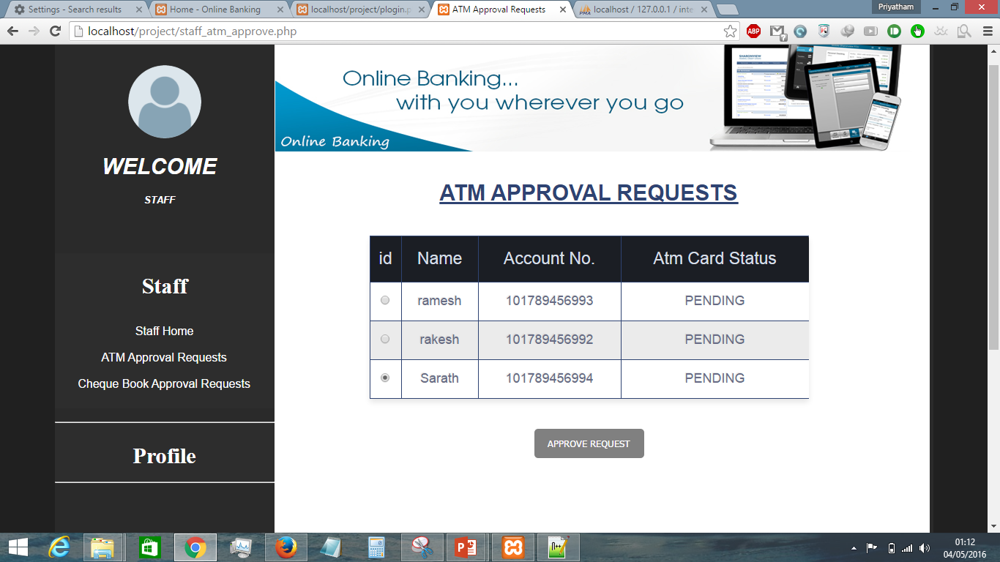 Settings - Search results
Home - Online Banking
localhost/project/plogin.p
ATM Approval Requests
localhost / 127.0.0.1 / inte
Priyatham
localhost/project/staff_atm_approve.php
WELCOME
STAFF
Staff
Staff Home
ATM Approval Requests
Cheque Book Approval Requests
Profile
Online Banking...
with you wherever you go
Online Banking
ATM APPROVAL REQUESTS
id Name Account No. Atm Card Status
ramesh 101789456993 PENDING
rakesh 101789456992 PENDING
Sarath 101789456994 PENDING
APPROVE REQUEST
01:12
04/05/2016